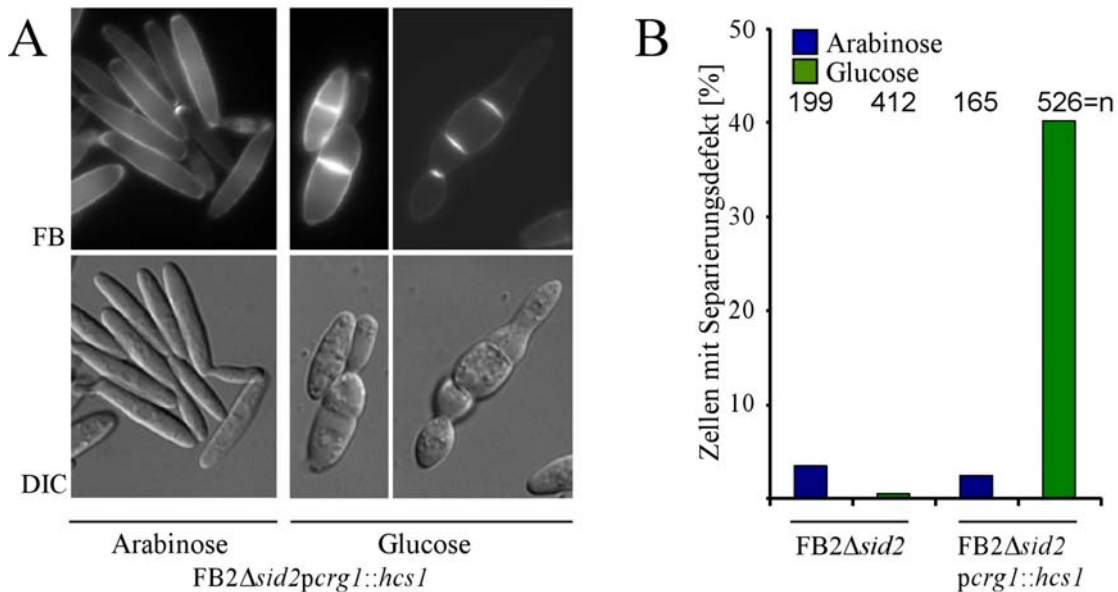 A
FB
DIC
Arabinose
Glucose
FB2Δsid2pcrg1::hcs1
B
Zellen mit Separierungsdefekt [%]
50
40
30
20
10
Arabinose
Glucose
199 412 165 526=n
FB2Δsid2
FB2Δsid2
pcrg1::hcs1